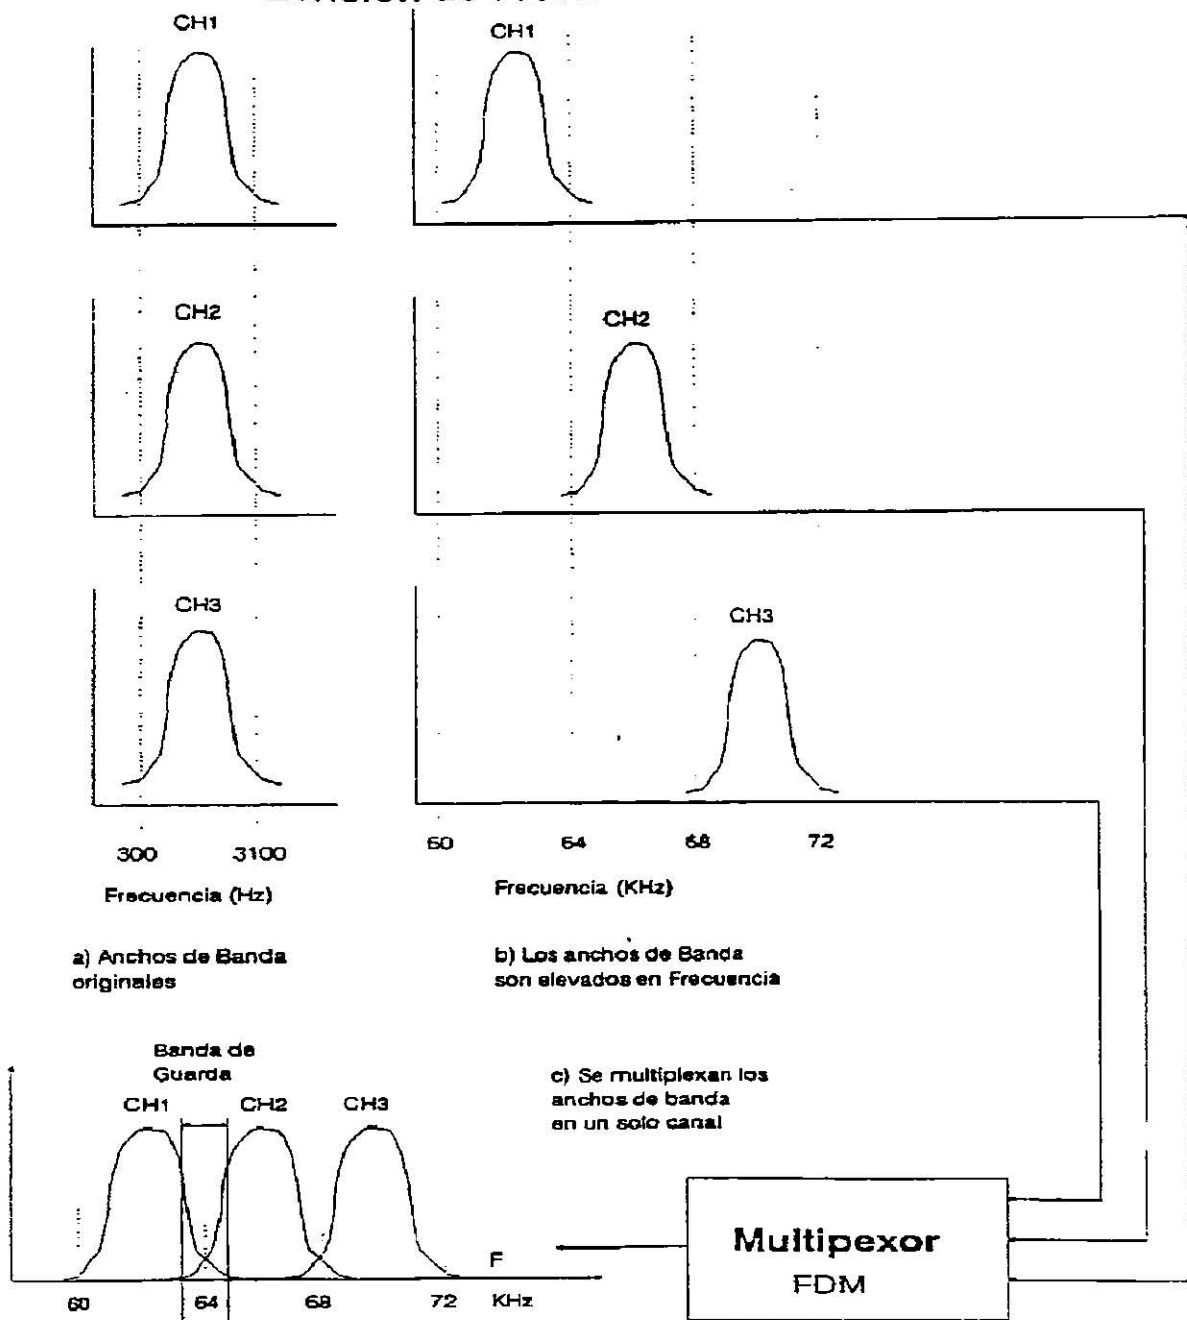 CH1
CH1
CH2
CH2
CH3
CH3
300 3100
60 64 68 72
Frecuencia (Hz)
Frecuencia (KHz)
a) Anchos de Banda
originales
b) Los anchos de Banda
son elevados en Frecuencia
Banda de
Guarda
CH1 CH2 CH3
c) Se multiplexan los
anchos de banda
en un solo canal
F
60 64 68 72 KHz
Multipexor
FDM